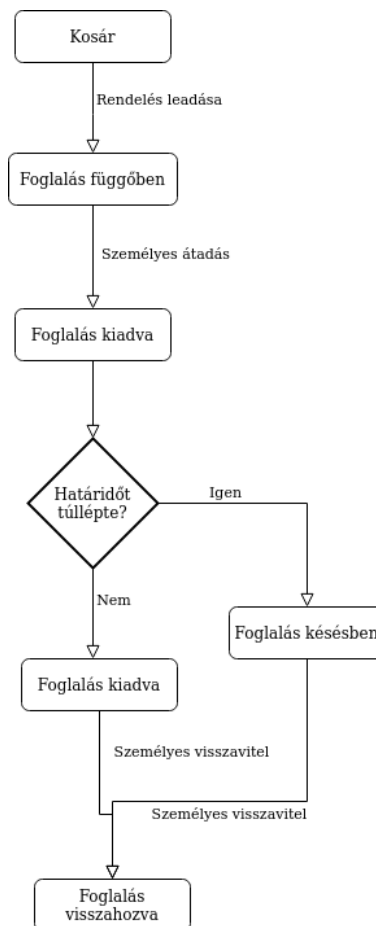 Kosár
Rendelés leadása
Foglalás függőben
Személyes átadás
Foglalás kiadva
Határidőt
túllépte?
Igen
Nem
Foglalás késésben
Foglalás kiadva
Személyes visszavitel
Személyes visszavitel
Foglalás
visszahozva